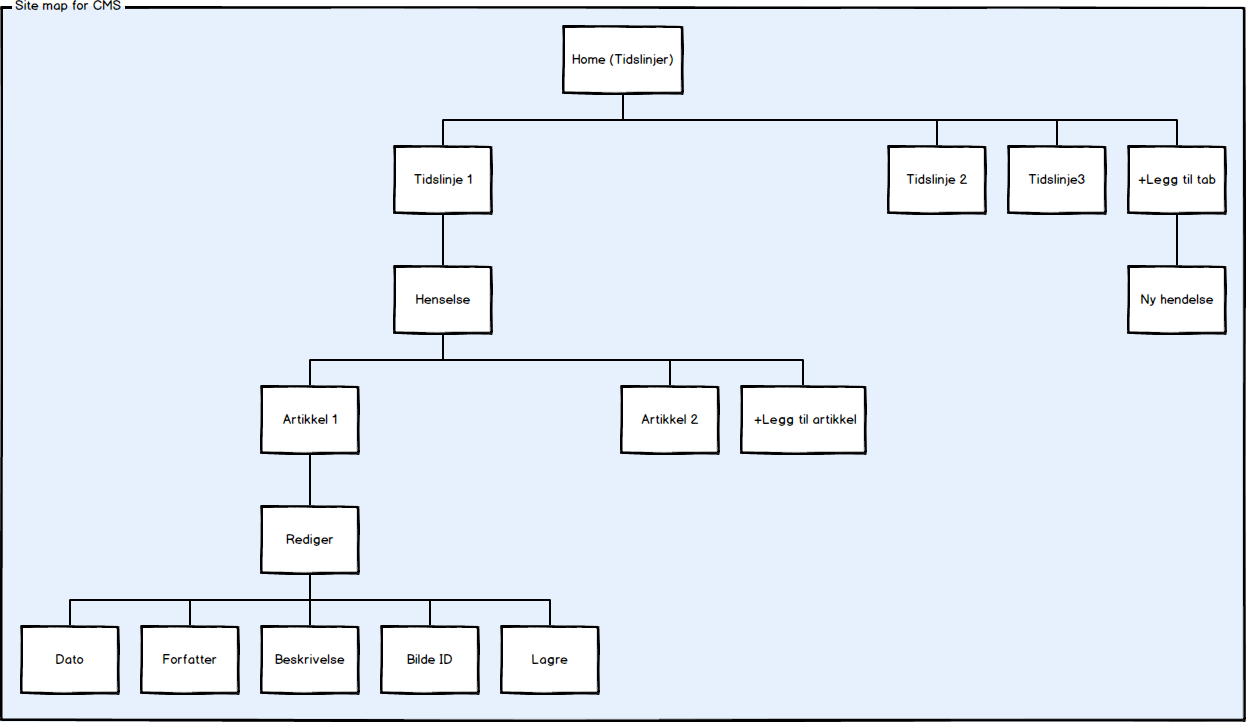 Site map for CMS
Home (Tidslinjer)
Tidslinje 1
Tidslinje 2
Tidslinje3
+Legg til tab
Henselse
Ny hendelse
Artikkel 1
Artikkel 2
+Legg til artikkel
Rediger
Dato
Forfatter
Beskrivelse
Bilde ID
Lagre